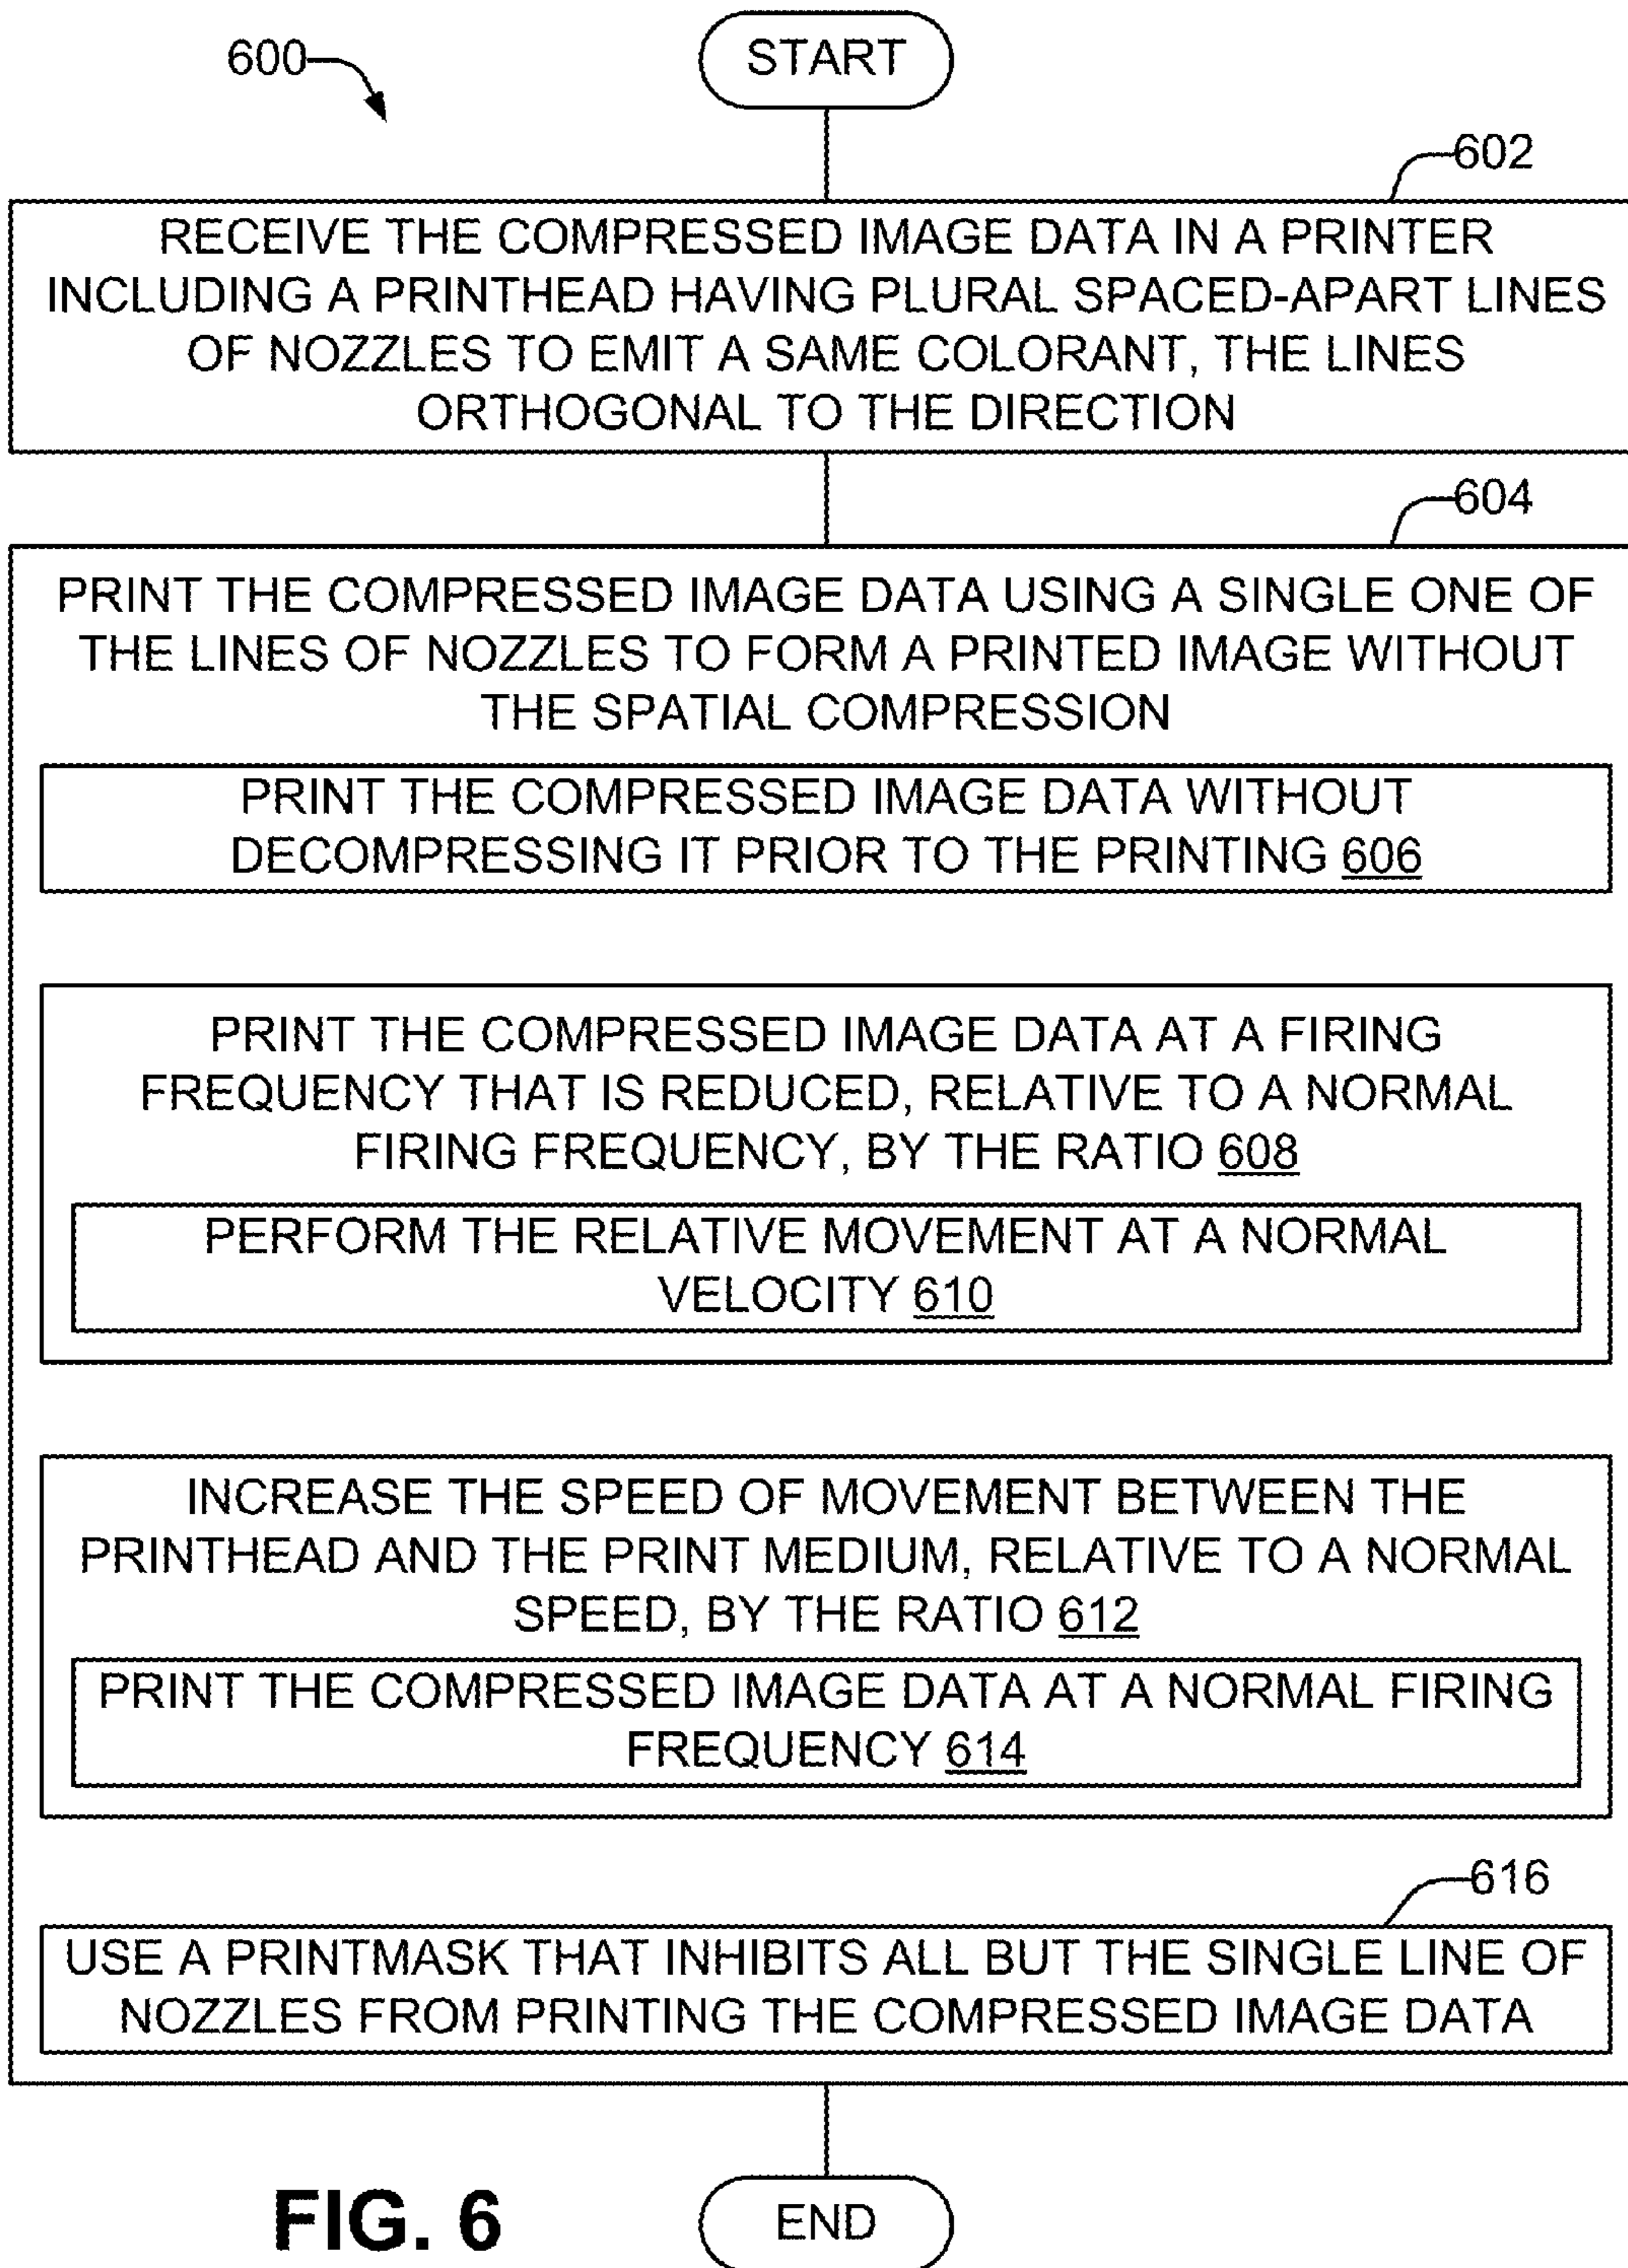 600
START
602
RECEIVE THE COMPRESSED IMAGE DATA IN A PRINTER
INCLUDING A PRINTHEAD HAVING PLURAL SPACED-APART LINES
OF NOZZLES TO EMIT A SAME COLORANT, THE LINES
ORTHOGONAL TO THE DIRECTION
604
PRINT THE COMPRESSED IMAGE DATA USING A SINGLE ONE OF
THE LINES OF NOZZLES TO FORM A PRINTED IMAGE WITHOUT
THE SPATIAL COMPRESSION
PRINT THE COMPRESSED IMAGE DATA WITHOUT
DECOMPRESSING IT PRIOR TO THE PRINTING 606
PRINT THE COMPRESSED IMAGE DATA AT A FIRING
FREQUENCY THAT IS REDUCED, RELATIVE TO A NORMAL
FIRING FREQUENCY, BY THE RATIO 608
PERFORM THE RELATIVE MOVEMENT AT A NORMAL
VELOCITY 610
INCREASE THE SPEED OF MOVEMENT BETWEEN THE
PRINTHEAD AND THE PRINT MEDIUM, RELATIVE TO A NORMAL
SPEED, BY THE RATIO 612
PRINT THE COMPRESSED IMAGE DATA AT A NORMAL FIRING
FREQUENCY 614
616
USE A PRINTMASK THAT INHIBITS ALL BUT THE SINGLE LINE OF
NOZZLES FROM PRINTING THE COMPRESSED IMAGE DATA
FIG. 6
END